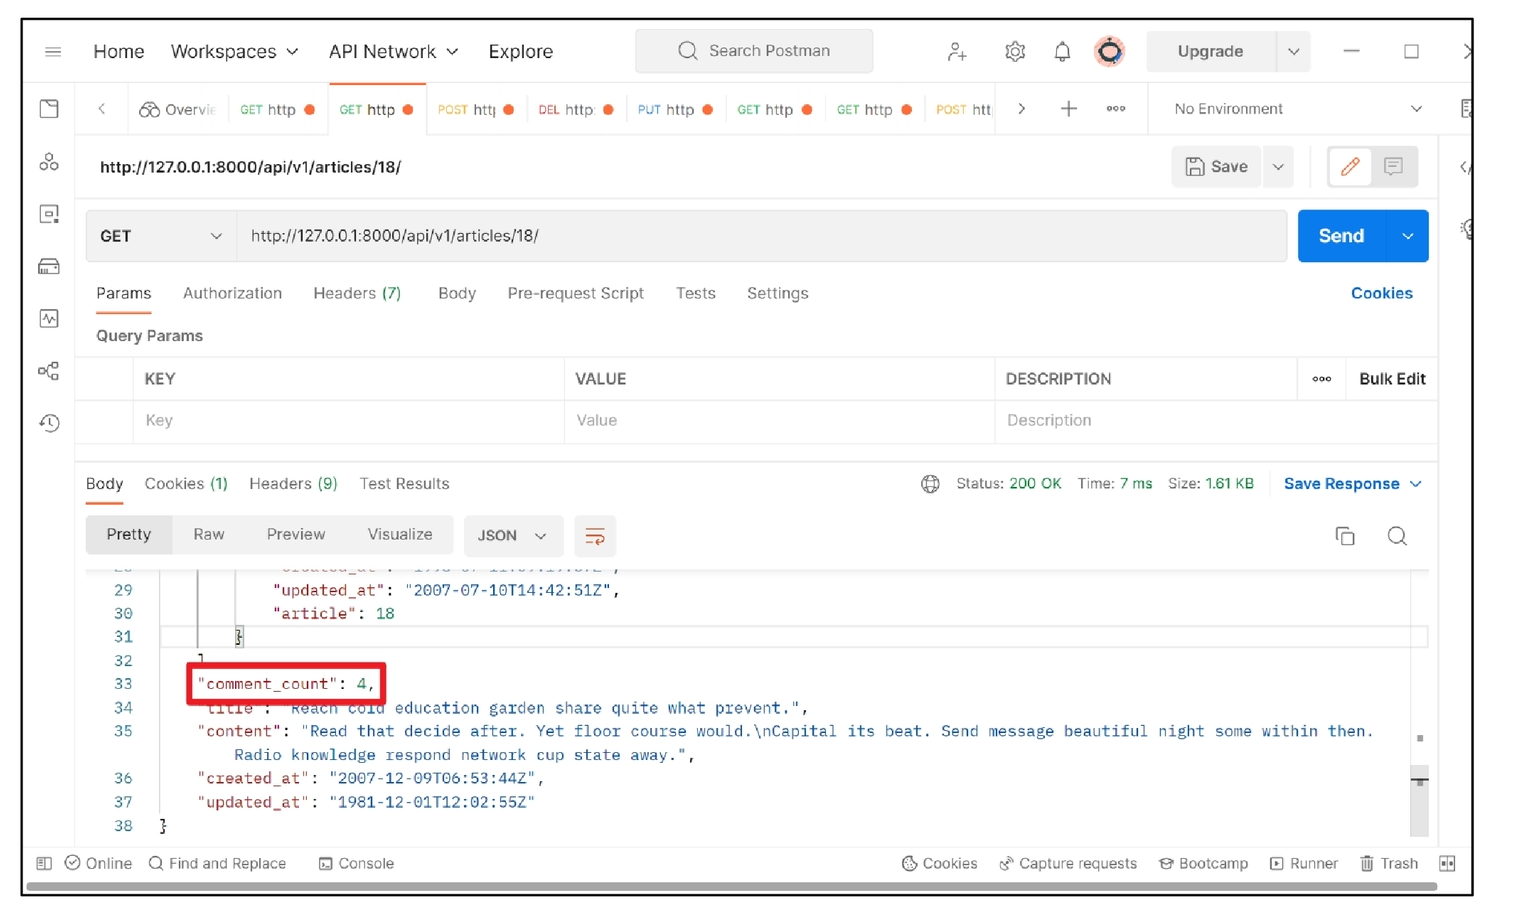 Home Workspaces API Network Explore Search Postman Upgrade
Overvie GET http GET http POST http DEL http: PUT http GET http GET http POST htt No Environment
http://127.0.0.1:8000/api/v1/articles/18/ Save
GET http://127.0.0.1:8000/api/v1/articles/18/ Send
Params Authorization Headers (7) Body Pre-request Script Tests Settings Cookies
Query Params
KEY VALUE DESCRIPTION Bulk Edit
Key Value Description
Body Cookies (1) Headers (9) Test Results Status: 200 OK Time: 7 ms Size: 1.61 KB Save Response
Pretty Raw Preview Visualize JSON
29 "updated_at": "2007-07-10T14:42:51Z",
30 "article": 18
31 }
32 ]
33 "comment_count": 4,
34 "title": "Reach cold education garden share quite what prevent.",
35 "content": "Read that decide after. Yet floor course would.\nCapital its beat. Send message beautiful night some within then.
Radio knowledge respond network cup state away.",
36 "created_at": "2007-12-09T06:53:44Z",
37 "updated_at": "1981-12-01T12:02:55Z"
38 }
Online Find and Replace Console Cookies Capture requests Bootcamp Runner Trash